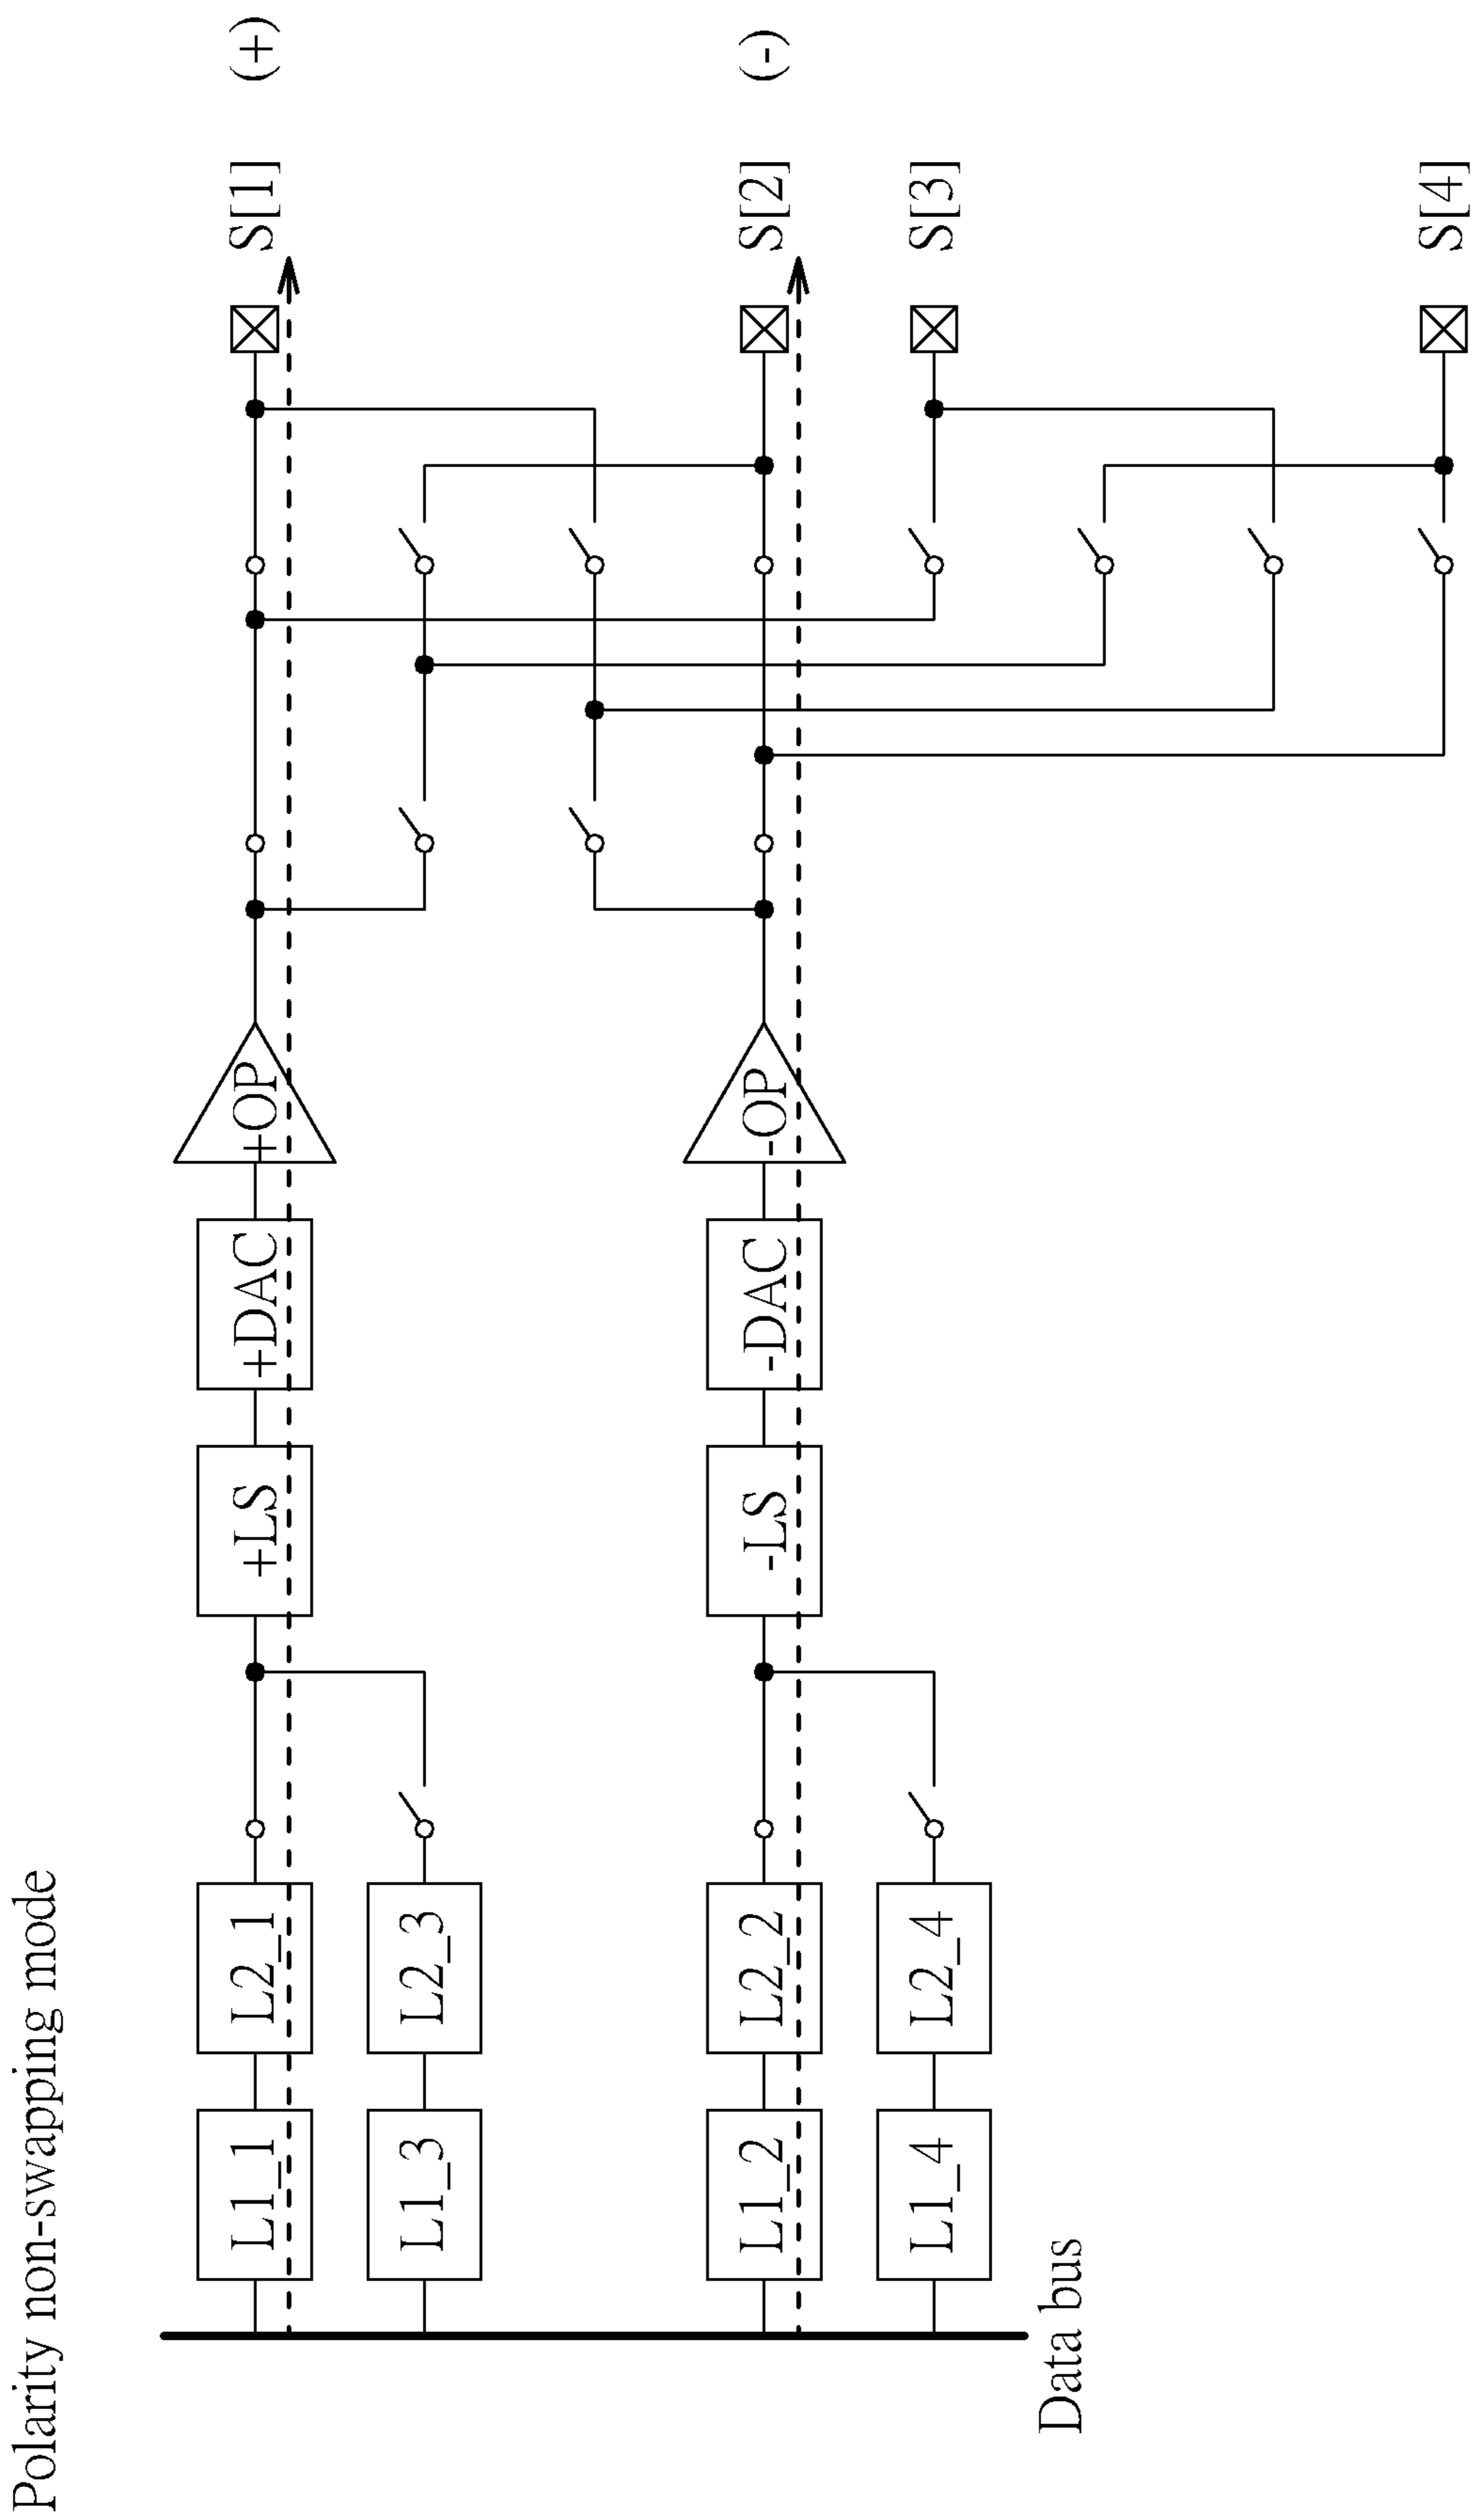 Polarity non-swapping mode
L1_1
L2_1
+LS
+DAC
+OP
S[1]
(+)
L1_3
L2_3
L1_2
L2_2
-LS
-DAC
-OP
S[2]
(-)
L1_4
L2_4
S[3]
Data bus
S[4]